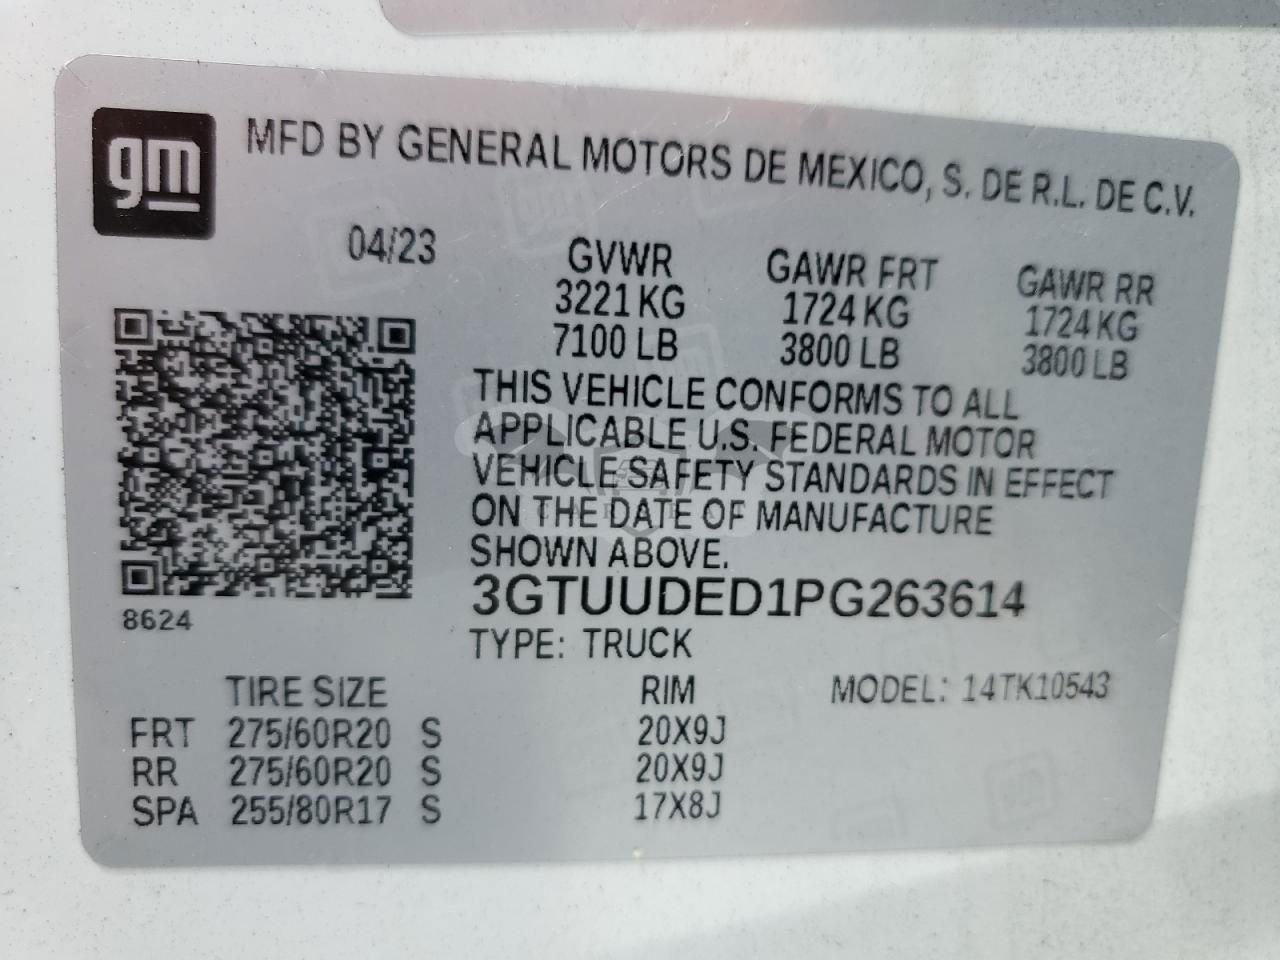 gm
MFD BY GENERAL MOTORS DE MEXICO, S. DE R.L. DE C.V.
04/23 GVWR GAWR FRT GAWR RR
3221 KG 1724 KG 1724 KG
7100 LB 3800 LB 3800 LB
THIS VEHICLE CONFORMS TO ALL
APPLICABLE U.S. FEDERAL MOTOR
VEHICLE SAFETY STANDARDS IN EFFECT
ON THE DATE OF MANUFACTURE
SHOWN ABOVE.
3GTUUDED1PG263614
8624
TYPE: TRUCK
TIRE SIZE RIM MODEL: 14TK10543
FRT 275/60R20 S 20X9J
RR 275/60R20 S 20X9J
SPA 255/80R17 S 17X8J